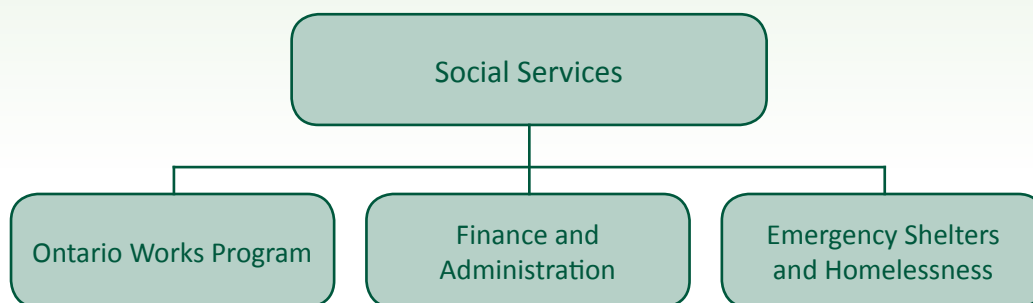 Social Services
Ontario Works Program
Finance and
Administration
Emergency Shelters
and Homelessness